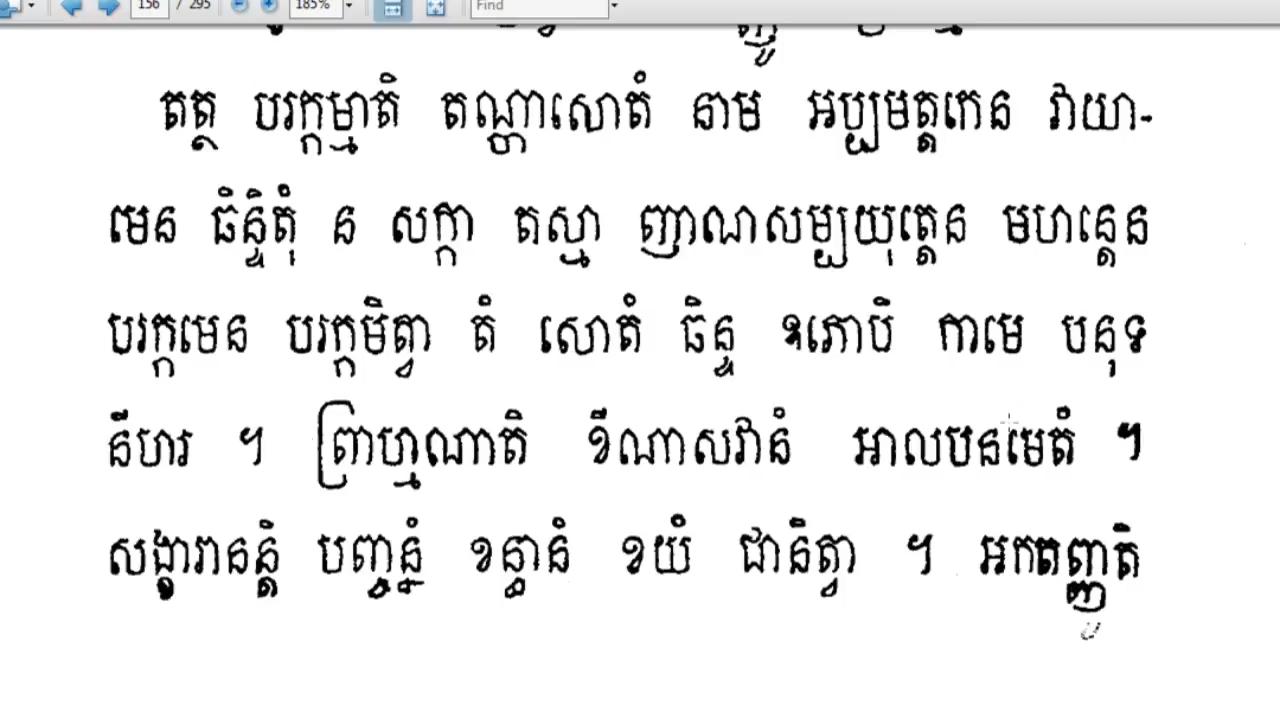 156 / 295 185% Find
តត្ថ បរក្កម្មាតិ តណ្ហាសោតំ នាម អប្បមត្តកេន វាយា-
មេន ឆិន្ទិតុំ ន សក្កា តស្មា ញាណសម្បយុត្តេន មហន្តេន
បរក្កមេន បរក្កមិត្វា តំ សោតំ ឆិន្ទ ឧភោបិ កាមេ បនុទ
នីហរ ។ ព្រាហ្មណាតិ ខីណាសវានំ អាលបនមេតំ ។
សង្ខារានន្តិ បញ្ចន្នំ ខន្ធានំ ខយំ ជានិត្វា ។ អកតញ្ញូតិ